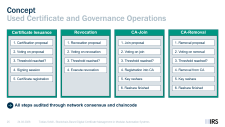 Concept
Used Certificate and Governance Operations
Certificate Issuance
1. Certification proposal
2. Voting on proposal
3. Threshold reached?
4. Signing session
5. Certificate registration
Revocation
1. Revocation proposal
2. Voting on revocation
3. Threshold reached?
4. Execute revocation
CA-Join
1. Join proposal
2. Voting on join
3. Threshold reached?
4. Registration into CA
5. Key reshare
6. Reshare finished
CA-Removal
1. Removal proposal
2. Voting on removal
3. Threshold reached?
4. Removal from CA
5. Key reshare
6. Reshare finished
All steps audited through network consensus and chaincode
IRS